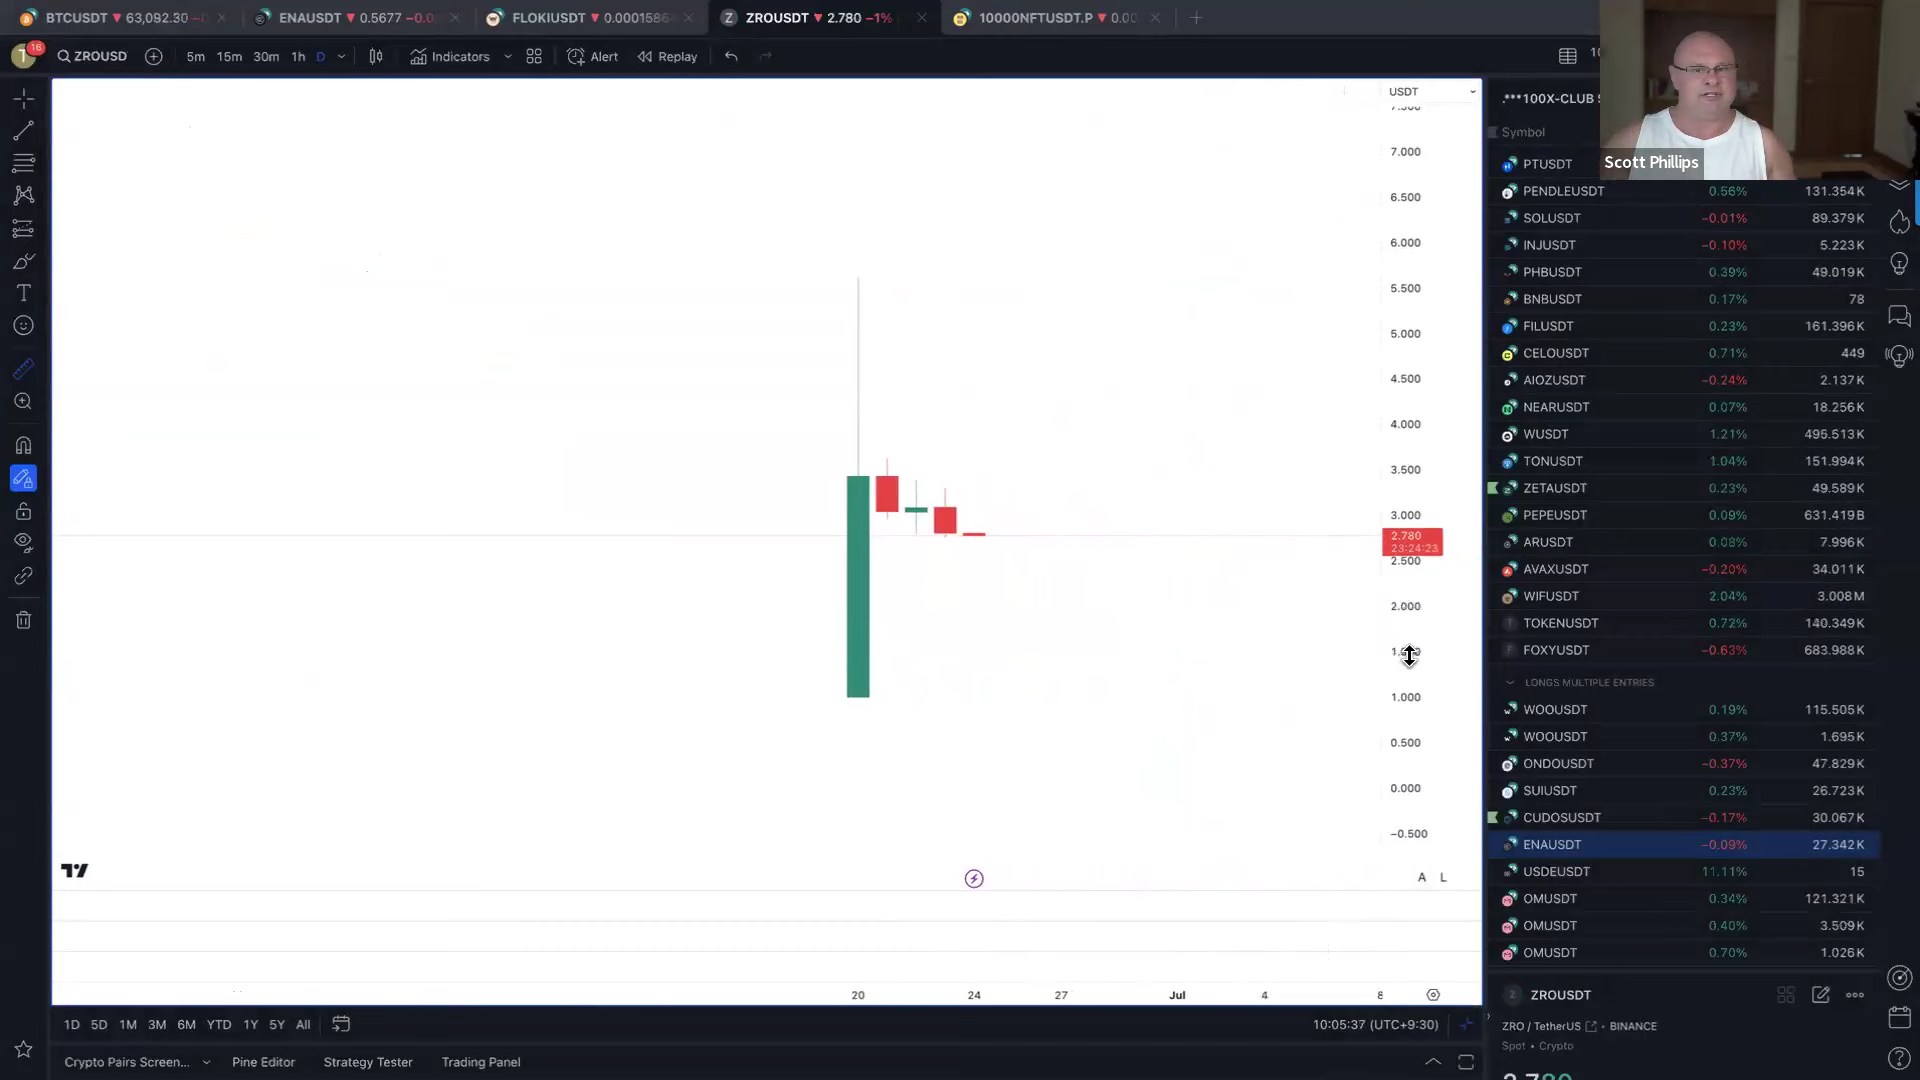 BTCUSDT ▼ 63,092.30
ENAUSDT ▼ 0.5677 −0.0
FLOKIUSDT ▼ 0.0001586
ZROUSDT ▼ 2.780 −1%
10000NFTUSDT.P ▼ 0.00
T 16
ZROUSD
5m 15m 30m 1h D
Indicators
Alert
Replay
USDT
7.500
7.000
6.500
6.000
5.500
5.000
4.500
4.000
3.500
3.000
2.780
23:24:23
2.500
2.000
1.000
0.500
0.000
−0.500
A L
20 24 27 Jul 4 8
1D 5D 1M 3M 6M YTD 1Y 5Y All
10:05:37 (UTC+9:30)
Crypto Pairs Screen...
Pine Editor
Strategy Tester
Trading Panel
Scott Phillips
.***100X-CLUB
Symbol
PTUSDT
PENDLEUSDT 0.56% 131.354K
SOLUSDT −0.01% 89.379K
INJUSDT −0.10% 5.223K
PHBUSDT 0.39% 49.019K
BNBUSDT 0.17% 78
FILUSDT 0.23% 161.396K
CELOUSDT 0.71% 449
AIOZUSDT −0.24% 2.137K
NEARUSDT 0.07% 18.256K
WUSDT 1.21% 495.513K
TONUSDT 1.04% 151.994K
ZETAUSDT 0.23% 49.589K
PEPEUSDT 0.09% 631.419B
ARUSDT 0.08% 7.996K
AVAXUSDT −0.20% 34.011K
WIFUSDT 2.04% 3.008M
TOKENUSDT 0.72% 140.349K
FOXYUSDT −0.63% 683.988K
LONGS MULTIPLE ENTRIES
WOOUSDT 0.19% 115.505K
WOOUSDT 0.37% 1.695K
ONDOUSDT −0.37% 47.829K
SUIUSDT 0.23% 26.723K
CUDOSUSDT −0.17% 30.067K
ENAUSDT −0.09% 27.342K
USDEUSDT 11.11% 15
OMUSDT 0.34% 121.321K
OMUSDT 0.40% 3.509K
OMUSDT 0.70% 1.026K
Z ZROUSDT
ZRO / TetherUS • BINANCE
Spot • Crypto